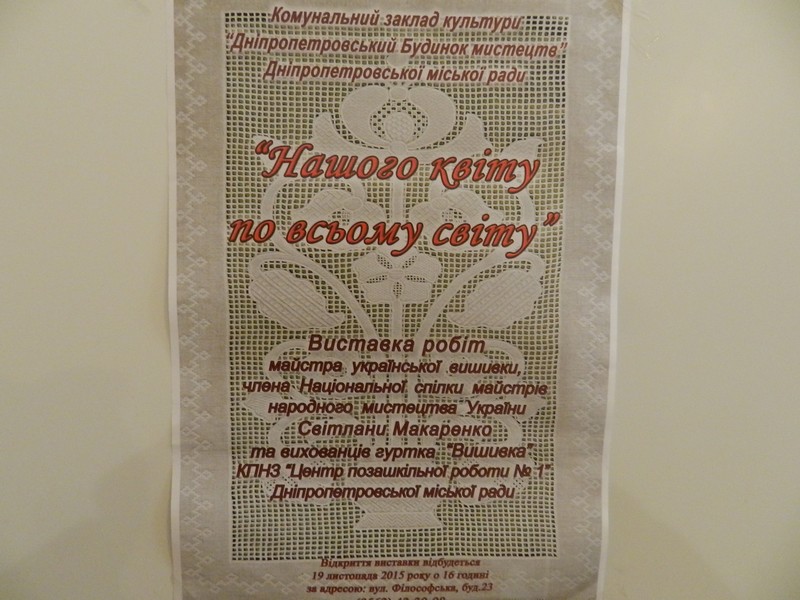 Комунальний заклад культури
“Дніпропетровський Будинок мистецтв”
Дніпропетровської міської ради
“Нашого квіту
по всьому світу”
Виставка робіт
майстра української вишивки,
члена Національної спілки майстрів
народного мистецтва України
Світлани Макаренко
та вихованців гуртка “Вишивка”
КПНЗ “Центр позашкільної роботи № 1”
Дніпропетровської міської ради
Відкриття виставки відбудеться
19 листопада 2015 року о 16 годині
за адресою: вул. Філософська, буд.23